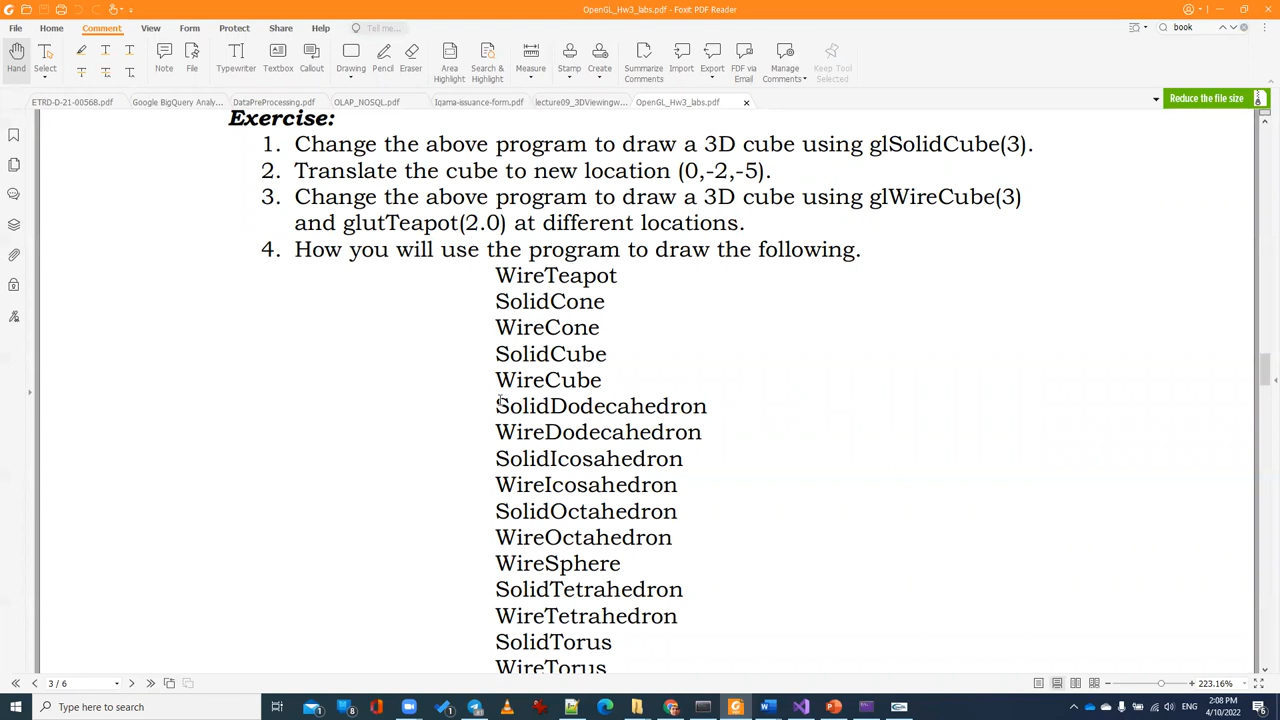 OpenGL_Hw3_labs.pdf - Foxit PDF Reader
File Home Comment View Form Protect Share Help Tell me... book
Hand Select Note File Typewriter Textbox Callout Drawing Pencil Eraser Area Highlight Search & Highlight Measure Stamp Create Summarize Comments Import Export FDF via Email Manage Comments Keep Tool Selected
ETRD-D-21-00568.pdf Google BigQuery Analy... DataPreProcessing.pdf OLAP_NOSQL.pdf Iqama-issuance-form.pdf lecture09_3DViewingw... OpenGL_Hw3_labs.pdf Reduce the file size
Exercise:
1. Change the above program to draw a 3D cube using glSolidCube(3).
2. Translate the cube to new location (0,-2,-5).
3. Change the above program to draw a 3D cube using glWireCube(3)
and glutTeapot(2.0) at different locations.
4. How you will use the program to draw the following.
WireTeapot
SolidCone
WireCone
SolidCube
WireCube
SolidDodecahedron
WireDodecahedron
SolidIcosahedron
WireIcosahedron
SolidOctahedron
WireOctahedron
WireSphere
SolidTetrahedron
WireTetrahedron
SolidTorus
WireTorus
3 / 6 223.16%
Type here to search
2:08 PM
4/10/2022